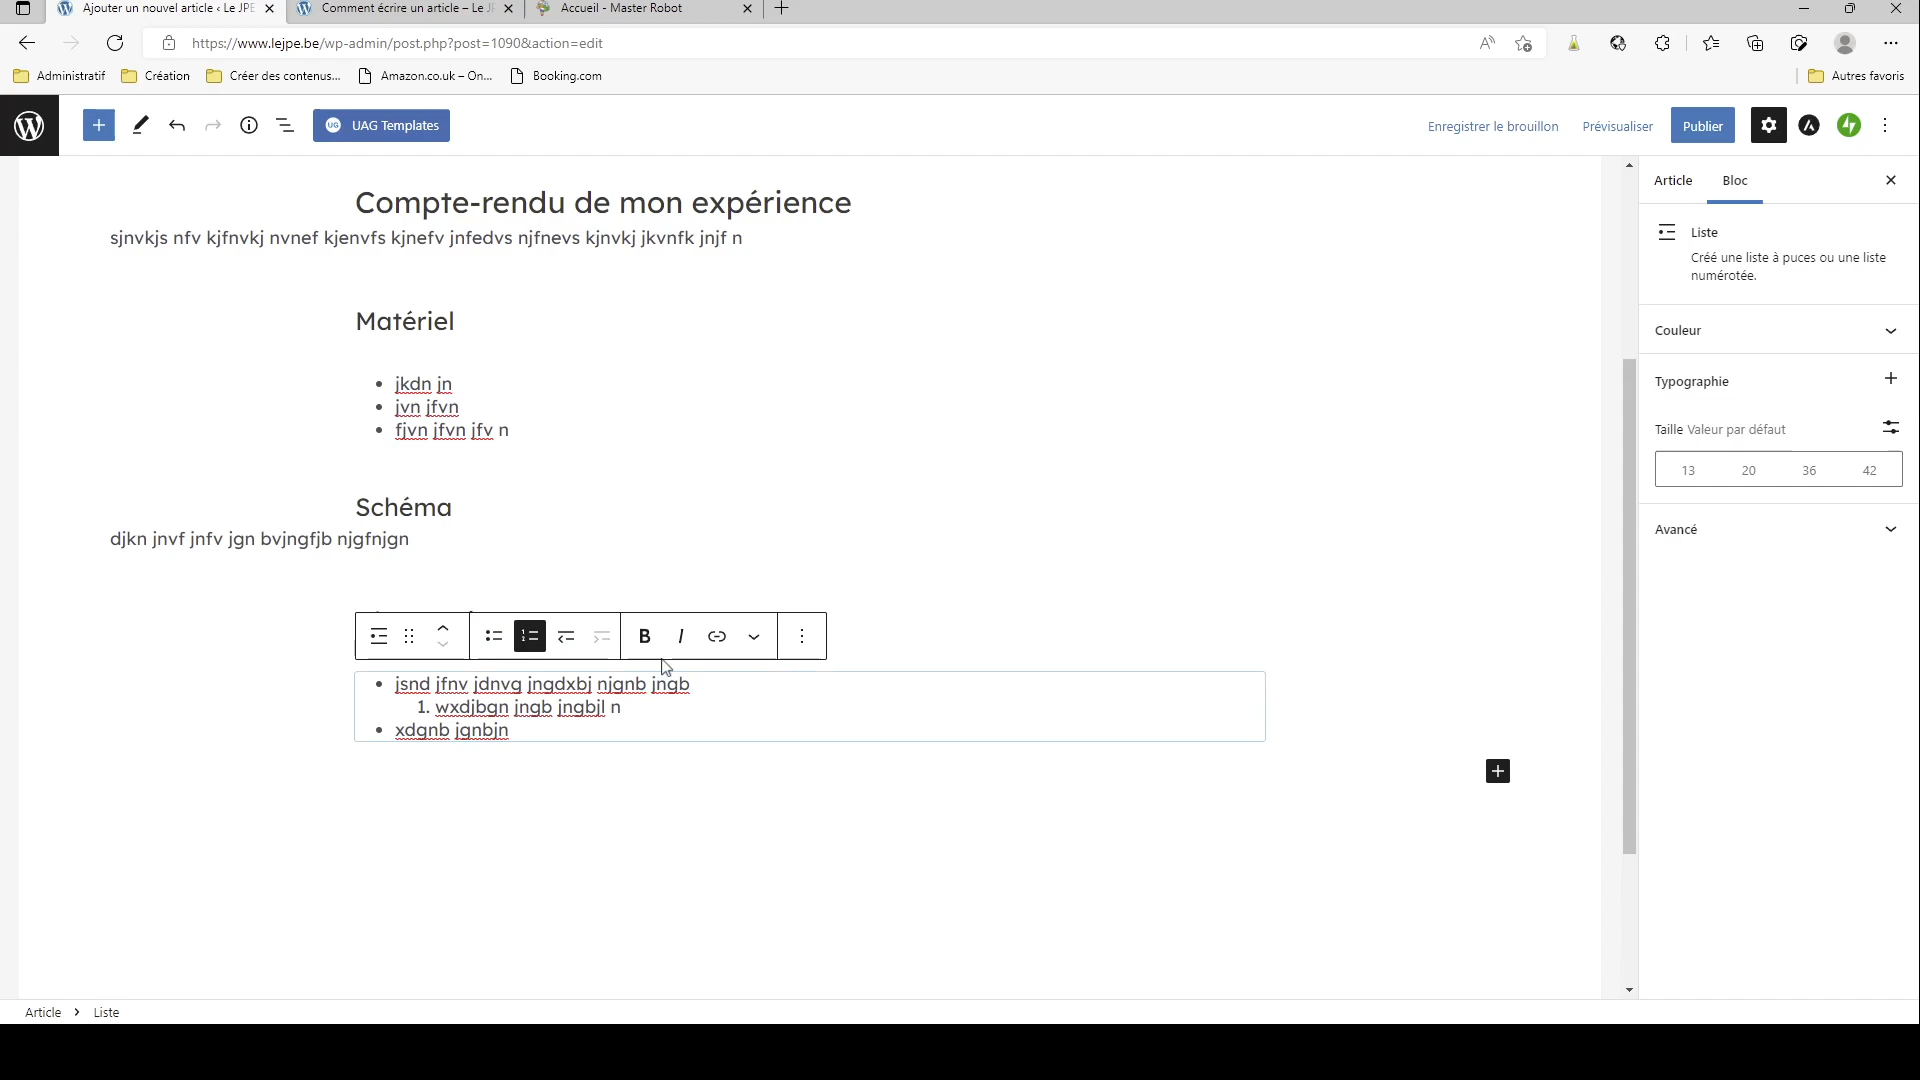 Ajouter un nouvel article ‹ Le JPE
Comment écrire un article – Le JE
Accueil - Master Robot
https://www.lejpe.be/wp-admin/post.php?post=1090&action=edit
Administratif
Création
Créer des contenus...
Amazon.co.uk – On...
Booking.com
Autres favoris
UG UAG Templates
Enregistrer le brouillon
Prévisualiser
Publier
Compte-rendu de mon expérience
sjnvkjs nfv kjfnvkj nvnef kjenvfs kjnefv jnfedvs njfnevs kjnvkj jkvnfk jnjf n
Matériel
• jkdn jn
• jvn jfvn
• fjvn jfvn jfv n
Schéma
djkn jnvf jnfv jgn bvjngfjb njgfnjgn
B I
• jsnd jfnv jdnvg jngdxbj njgnb jngb
1. wxdjbgn jngb jngbjl n
• xdgnb jgnbjn
Article Bloc
Liste
Créé une liste à puces ou une liste
numérotée.
Couleur
Typographie
Taille Valeur par défaut
13 20 36 42
Avancé
Article > Liste